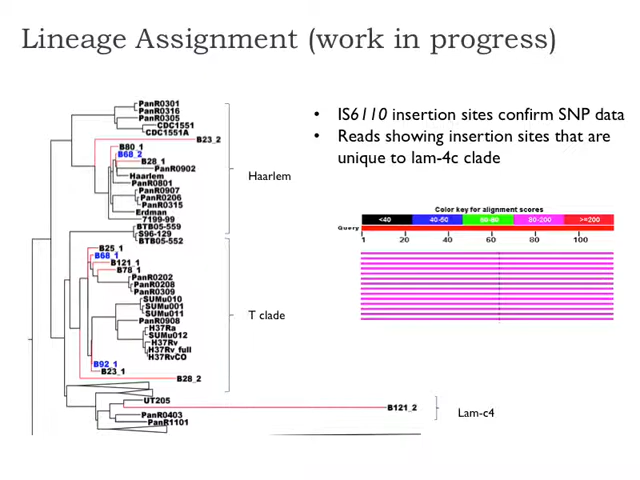 Lineage Assignment (work in progress)
• IS6110 insertion sites confirm SNP data
• Reads showing insertion sites that are
unique to lam-4c clade
PanR0301
PanR0316
PanR0305
CDC1551
CDC1551A
B23_2
B80_1
B68_2
B28_1
PanR0902
Haarlem
PanR0801
PanR0907
PanR0206
PanR0315
Erdman
7199-99
BTB05-559
S96-129
BTB05-552
Haarlem
B25_1
B68_1
B121_1
B78_1
PanR0202
PanR0208
PanR0309
SUMu010
SUMu001
SUMu011
PanR0908
H37Ra
SUMu012
H37Rv
H37Rv_full
H37RvCO
B92_1
B23_1
B28_2
T clade
UT205
B121_2
PanR0403
PanR1101
Lam-c4
Color key for alignment scores
<40 40-50 50-80 80-200 >=200
Query
1 20 40 60 80 100